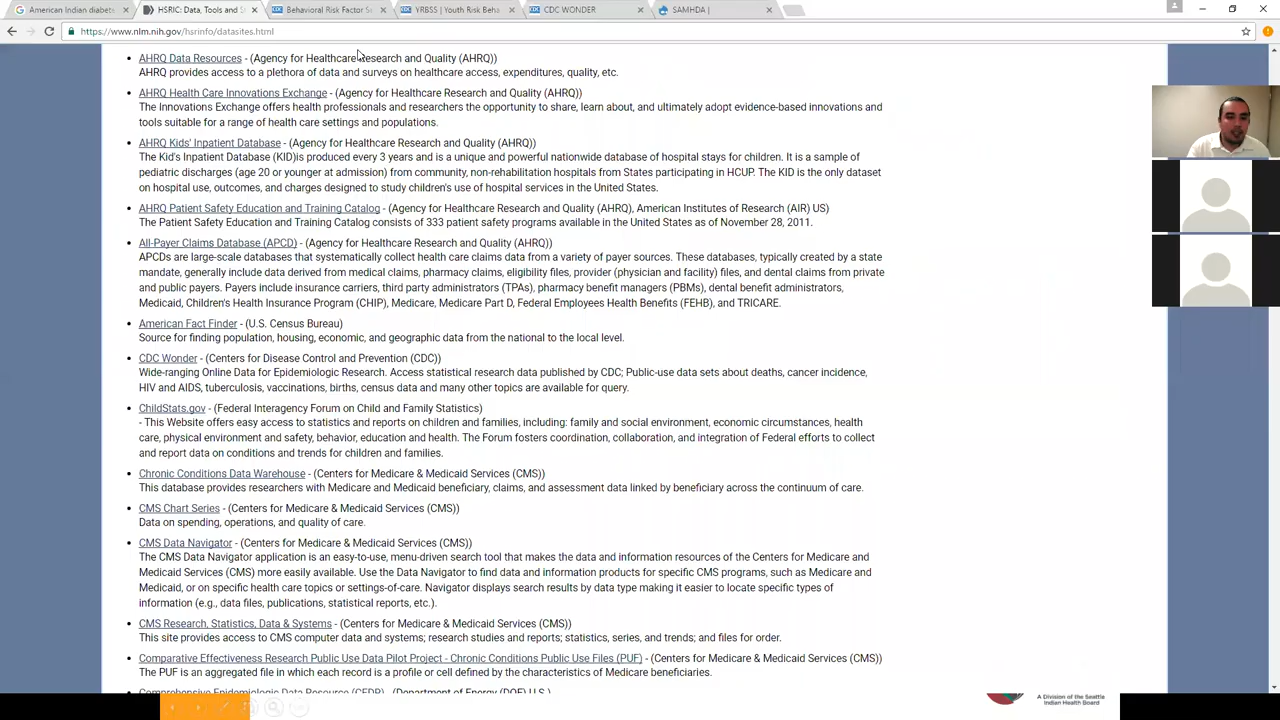 American Indian diabete
HSRIC: Data, Tools and S
Behavioral Risk Factor Su
YRBSS | Youth Risk Beha
CDC WONDER
SAMHDA |
https://www.nlm.nih.gov/hsrinfo/datasites.html
AHRQ Data Resources - (Agency for Healthcare Research and Quality (AHRQ))
AHRQ provides access to a plethora of data and surveys on healthcare access, expenditures, quality, etc.
AHRQ Health Care Innovations Exchange - (Agency for Healthcare Research and Quality (AHRQ))
The Innovations Exchange offers health professionals and researchers the opportunity to share, learn about, and ultimately adopt evidence-based innovations and
tools suitable for a range of health care settings and populations.
AHRQ Kids' Inpatient Database - (Agency for Healthcare Research and Quality (AHRQ))
The Kid's Inpatient Database (KID)is produced every 3 years and is a unique and powerful nationwide database of hospital stays for children. It is a sample of
pediatric discharges (age 20 or younger at admission) from community, non-rehabilitation hospitals from States participating in HCUP. The KID is the only dataset
on hospital use, outcomes, and charges designed to study children's use of hospital services in the United States.
AHRQ Patient Safety Education and Training Catalog - (Agency for Healthcare Research and Quality (AHRQ), American Institutes of Research (AIR) US)
The Patient Safety Education and Training Catalog consists of 333 patient safety programs available in the United States as of November 28, 2011.
All-Payer Claims Database (APCD) - (Agency for Healthcare Research and Quality (AHRQ))
APCDs are large-scale databases that systematically collect health care claims data from a variety of payer sources. These databases, typically created by a state
mandate, generally include data derived from medical claims, pharmacy claims, eligibility files, provider (physician and facility) files, and dental claims from private
and public payers. Payers include insurance carriers, third party administrators (TPAs), pharmacy benefit managers (PBMs), dental benefit administrators,
Medicaid, Children's Health Insurance Program (CHIP), Medicare, Medicare Part D, Federal Employees Health Benefits (FEHB), and TRICARE.
American Fact Finder - (U.S. Census Bureau)
Source for finding population, housing, economic, and geographic data from the national to the local level.
CDC Wonder - (Centers for Disease Control and Prevention (CDC))
Wide-ranging Online Data for Epidemiologic Research. Access statistical research data published by CDC; Public-use data sets about deaths, cancer incidence,
HIV and AIDS, tuberculosis, vaccinations, births, census data and many other topics are available for query.
ChildStats.gov - (Federal Interagency Forum on Child and Family Statistics)
- This Website offers easy access to statistics and reports on children and families, including: family and social environment, economic circumstances, health
care, physical environment and safety, behavior, education and health. The Forum fosters coordination, collaboration, and integration of Federal efforts to collect
and report data on conditions and trends for children and families.
Chronic Conditions Data Warehouse - (Centers for Medicare & Medicaid Services (CMS))
This database provides researchers with Medicare and Medicaid beneficiary, claims, and assessment data linked by beneficiary across the continuum of care.
CMS Chart Series - (Centers for Medicare & Medicaid Services (CMS))
Data on spending, operations, and quality of care.
CMS Data Navigator - (Centers for Medicare & Medicaid Services (CMS))
The CMS Data Navigator application is an easy-to-use, menu-driven search tool that makes the data and information resources of the Centers for Medicare and
Medicaid Services (CMS) more easily available. Use the Data Navigator to find data and information products for specific CMS programs, such as Medicare and
Medicaid, or on specific health care topics or settings-of-care. Navigator displays search results by data type making it easier to locate specific types of
information (e.g., data files, publications, statistical reports, etc.).
CMS Research, Statistics, Data & Systems - (Centers for Medicare & Medicaid Services (CMS))
This site provides access to CMS computer data and systems; research studies and reports; statistics, series, and trends; and files for order.
Comparative Effectiveness Research Public Use Data Pilot Project - Chronic Conditions Public Use Files (PUF) - (Centers for Medicare & Medicaid Services (CMS))
The PUF is an aggregated file in which each record is a profile or cell defined by the characteristics of Medicare beneficiaries.
Comprehensive Epidemiologic Data Resource (CEDR) - (Department of Energy (DOE) U.S.)
A Division of the Seattle
Indian Health Board